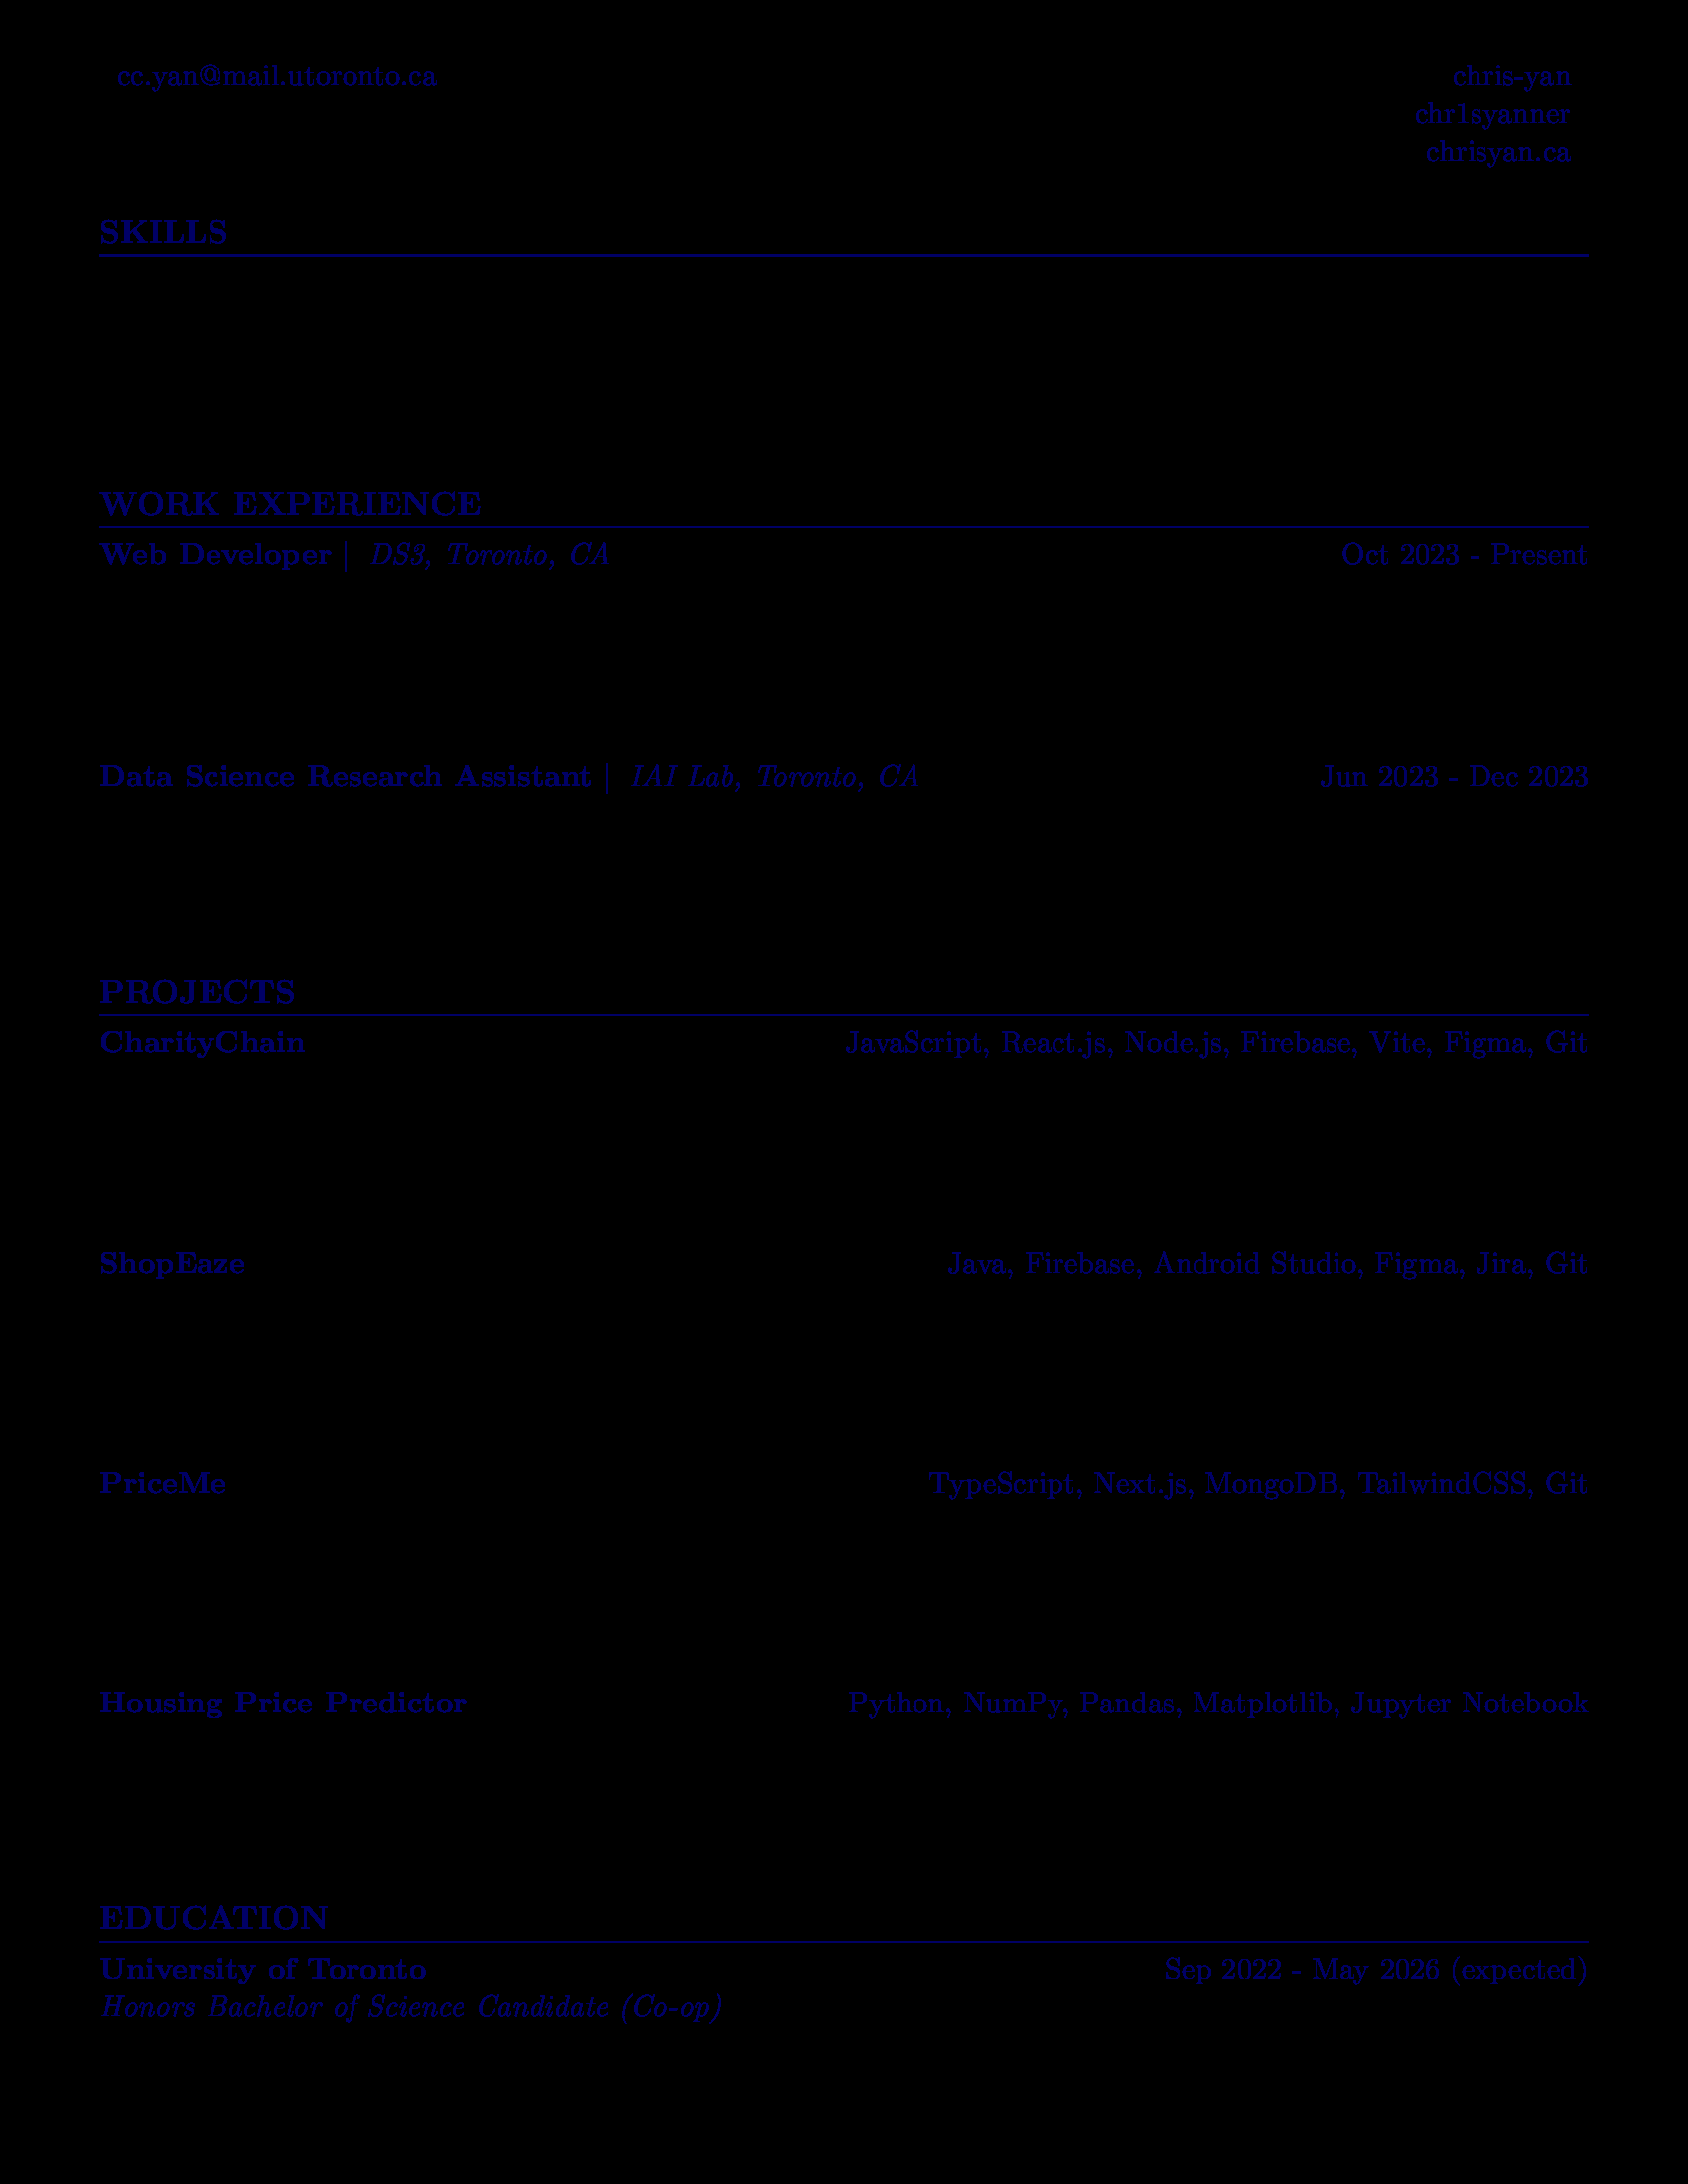 cc.yan@mail.utoronto.ca chris-yan
chr1syanner
chrisyan.ca
SKILLS
WORK EXPERIENCE
Web Developer | DS3, Toronto, CA Oct 2023 - Present
Data Science Research Assistant | IAI Lab, Toronto, CA Jun 2023 - Dec 2023
PROJECTS
CharityChain JavaScript, React.js, Node.js, Firebase, Vite, Figma, Git
ShopEaze Java, Firebase, Android Studio, Figma, Jira, Git
PriceMe TypeScript, Next.js, MongoDB, TailwindCSS, Git
Housing Price Predictor Python, NumPy, Pandas, Matplotlib, Jupyter Notebook
EDUCATION
University of Toronto Sep 2022 - May 2026 (expected)
Honors Bachelor of Science Candidate (Co-op)